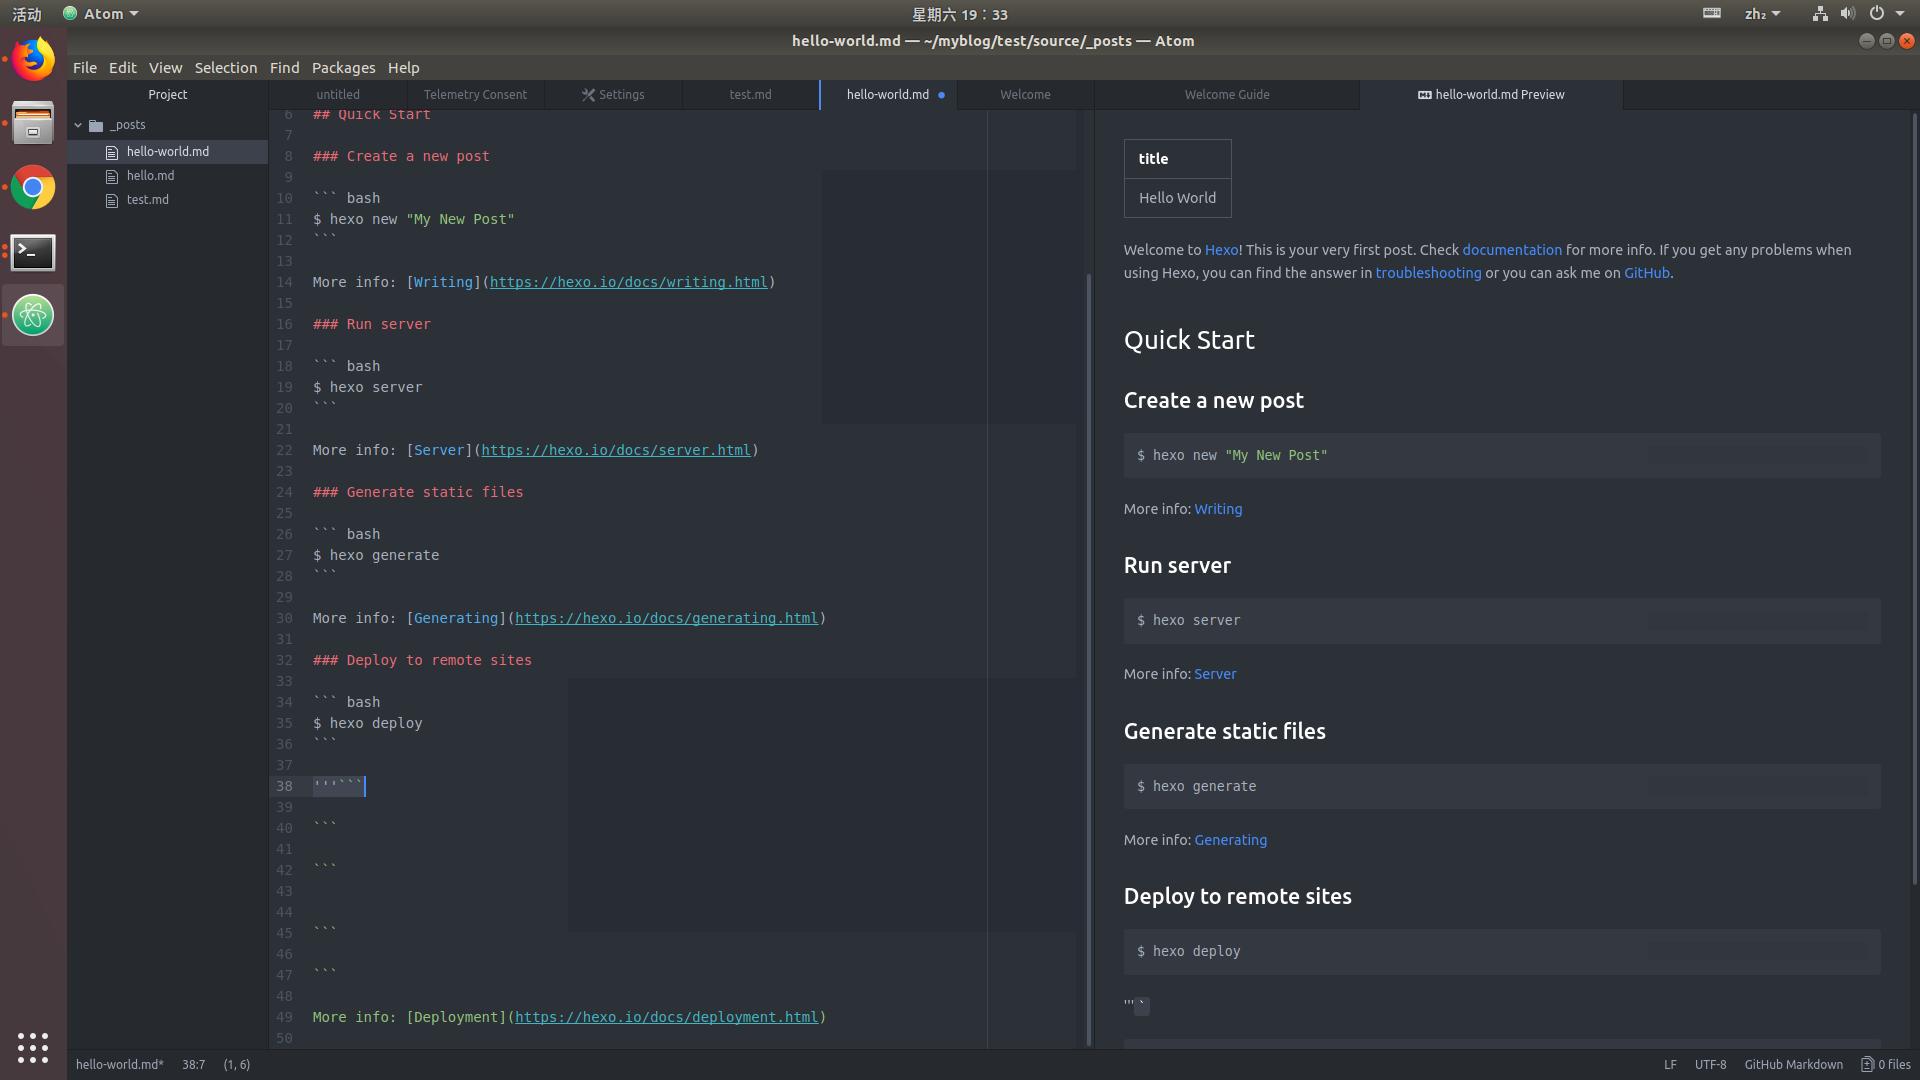 活动 Atom 星期六 19：33 zh₂
hello-world.md — ~/myblog/test/source/_posts — Atom
File Edit View Selection Find Packages Help
Project
_posts
hello-world.md
hello.md
test.md
untitled Telemetry Consent Settings test.md hello-world.md Welcome
6 ## Quick Start
7
8 ### Create a new post
9
10 ``` bash
11 $ hexo new "My New Post"
12 ```
13
14 More info: [Writing](https://hexo.io/docs/writing.html)
15
16 ### Run server
17
18 ``` bash
19 $ hexo server
20 ```
21
22 More info: [Server](https://hexo.io/docs/server.html)
23
24 ### Generate static files
25
26 ``` bash
27 $ hexo generate
28 ```
29
30 More info: [Generating](https://hexo.io/docs/generating.html)
31
32 ### Deploy to remote sites
33
34 ``` bash
35 $ hexo deploy
36 ```
37
38 '''```
39
40 ```
41
42 ```
43
44
45 ```
46
47 ```
48
49 More info: [Deployment](https://hexo.io/docs/deployment.html)
50
Welcome Guide hello-world.md Preview
title
Hello World
Welcome to Hexo! This is your very first post. Check documentation for more info. If you get any problems when
using Hexo, you can find the answer in troubleshooting or you can ask me on GitHub.
Quick Start
Create a new post
$ hexo new "My New Post"
More info: Writing
Run server
$ hexo server
More info: Server
Generate static files
$ hexo generate
More info: Generating
Deploy to remote sites
$ hexo deploy
''' `
hello-world.md* 38:7 (1, 6) LF UTF-8 GitHub Markdown 0 files